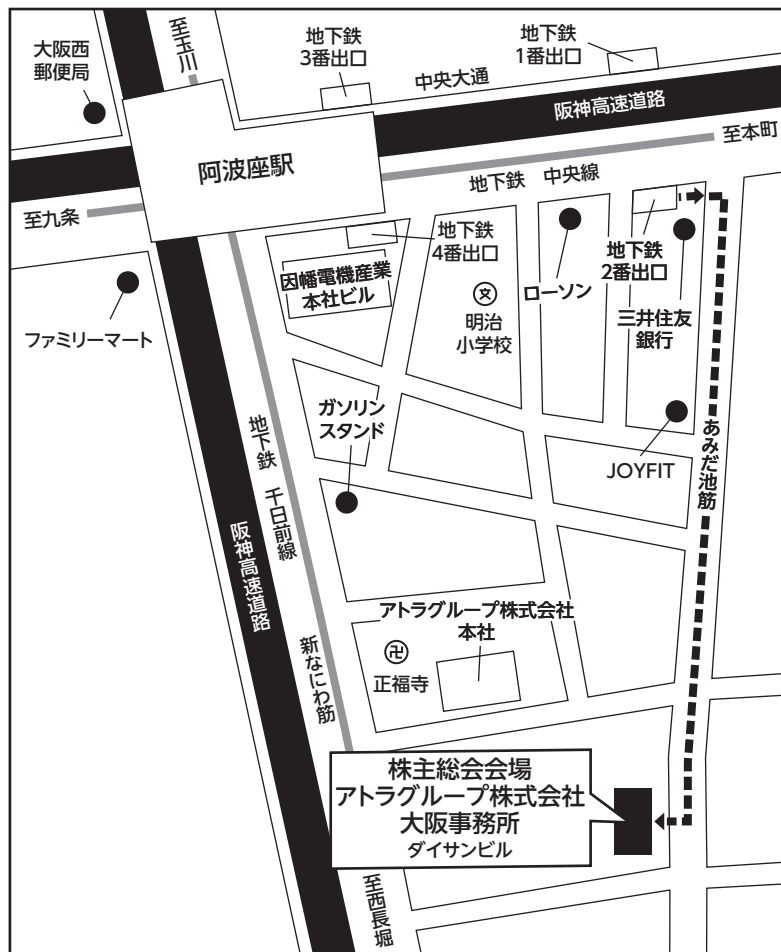 至玉川
大阪西
郵便局
地下鉄
3番出口
地下鉄
1番出口
中央大通
阪神高速道路
至本町
阿波座駅
地下鉄 中央線
至九条
地下鉄
4番出口
地下鉄
2番出口
因幡電機産業
本社ビル
文
明治
小学校
ローソン
三井住友
銀行
ファミリーマート
ガソリン
スタンド
JOYFIT
あみだ池筋
地下鉄 千日前線
阪神高速道路
新なにわ筋
アトラグループ株式会社
本社
卍
正福寺
株主総会会場
アトラグループ株式会社
大阪事務所
ダイサンビル
至西長堀